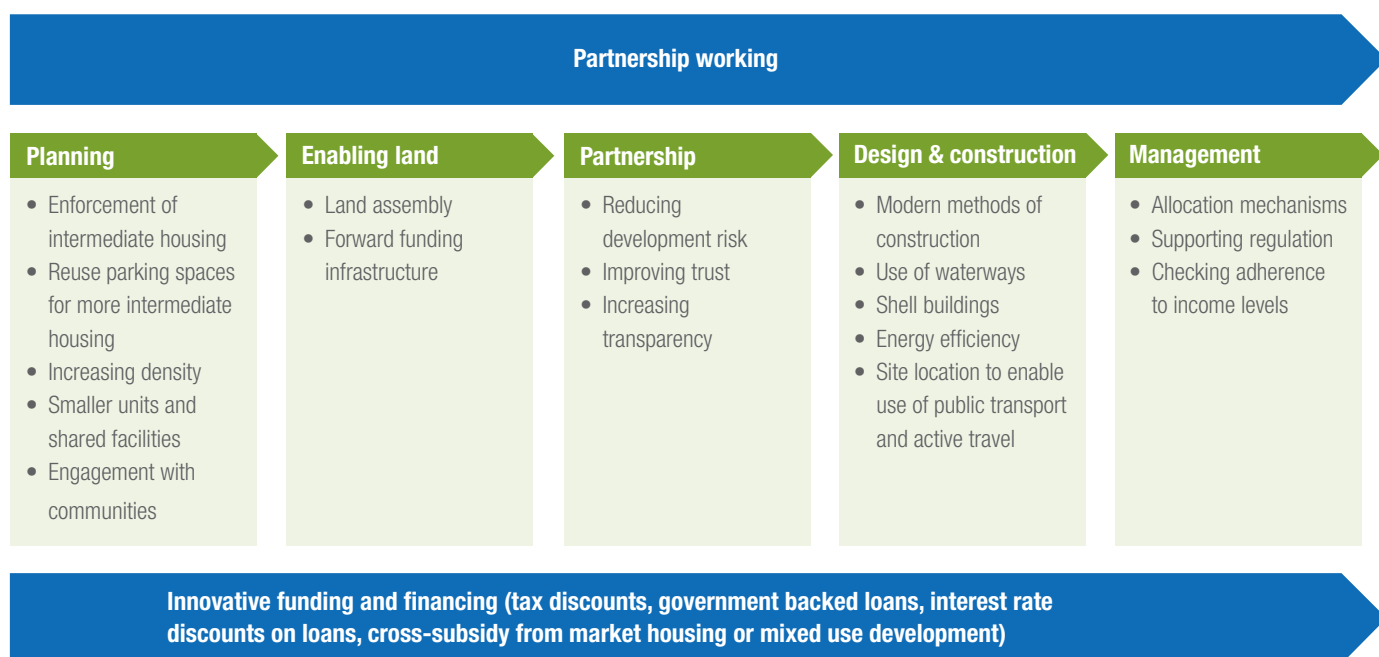 Partnership working
Planning
• Enforcement of
intermediate housing
• Reuse parking spaces
for more intermediate
housing
• Increasing density
• Smaller units and
shared facilities
• Engagement with
communities
Enabling land
• Land assembly
• Forward funding
infrastructure
Partnership
• Reducing
development risk
• Improving trust
• Increasing
transparency
Design & construction
• Modern methods of
construction
• Use of waterways
• Shell buildings
• Energy efficiency
• Site location to enable
use of public transport
and active travel
Management
• Allocation mechanisms
• Supporting regulation
• Checking adherence
to income levels
Innovative funding and financing (tax discounts, government backed loans, interest rate
discounts on loans, cross-subsidy from market housing or mixed use development)